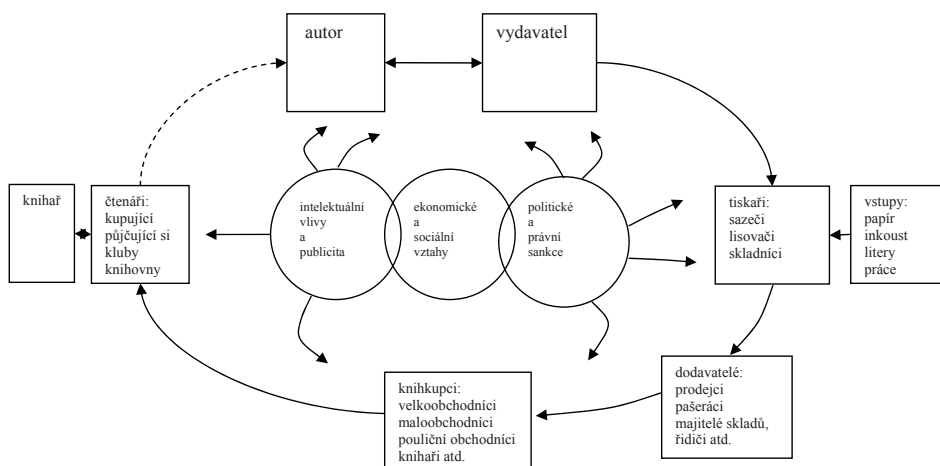 autor
vydavatel
knihař
čtenáři:
kupující
půjčující si
kluby
knihovny
intelektuální
vlivy
a
publicita
ekonomické
a
sociální
vztahy
politické
a
právní
sankce
tiskaři:
sazeči
lisovači
skladníci
vstupy:
papír
inkoust
litery
práce
knihkupci:
velkoobchodníci
maloobchodníci
pouliční obchodníci
knihaři atd.
dodavatelé:
prodejci
pašeráci
majitelé skladů,
řidiči atd.